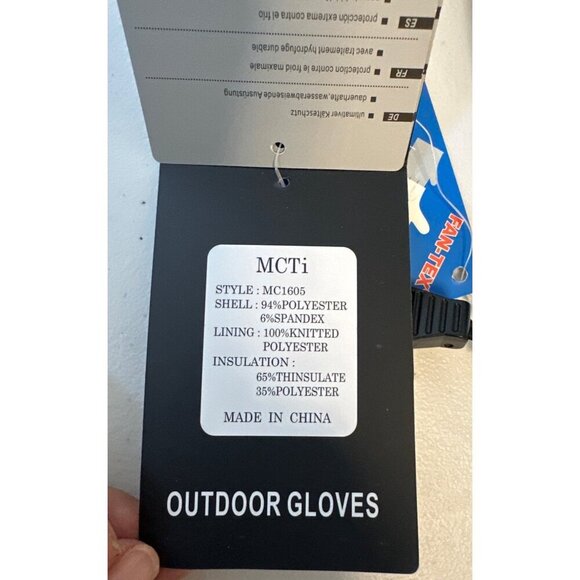 ES
protección extrema contra el frío
avec traitement hydrofuge durable
FR
protection contre le froid maximale
dauerhafte, wasserabweisende Ausrüstung
DE
ultimativer Kälteschutz
FAN-TEX
MCTi
STYLE : MC1605
SHELL : 94%POLYESTER
6%SPANDEX
LINING : 100%KNITTED
POLYESTER
INSULATION :
65%THINSULATE
35%POLYESTER
MADE IN CHINA
OUTDOOR GLOVES